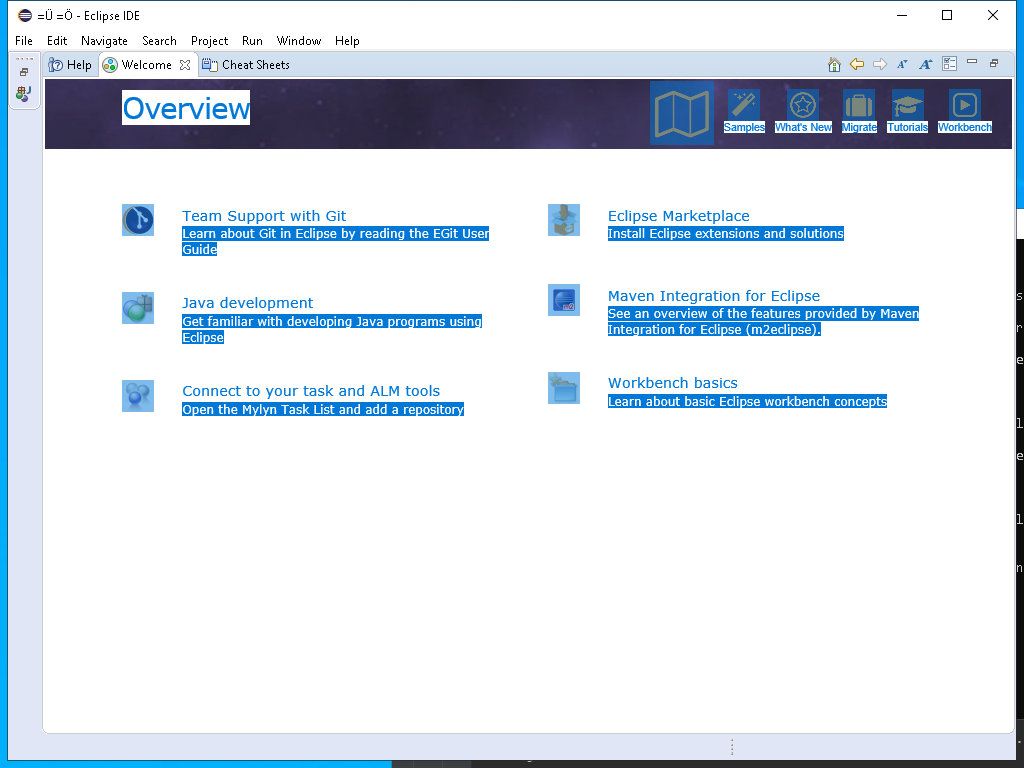 =Ü =Ö - Eclipse IDE
File Edit Navigate Search Project Run Window Help
Help Welcome Cheat Sheets
Overview
Samples What's New Migrate Tutorials Workbench
Team Support with Git
Learn about Git in Eclipse by reading the EGit User
Guide
Eclipse Marketplace
Install Eclipse extensions and solutions
Java development
Get familiar with developing Java programs using
Eclipse
Maven Integration for Eclipse
See an overview of the features provided by Maven
Integration for Eclipse (m2eclipse).
Connect to your task and ALM tools
Open the Mylyn Task List and add a repository
Workbench basics
Learn about basic Eclipse workbench concepts